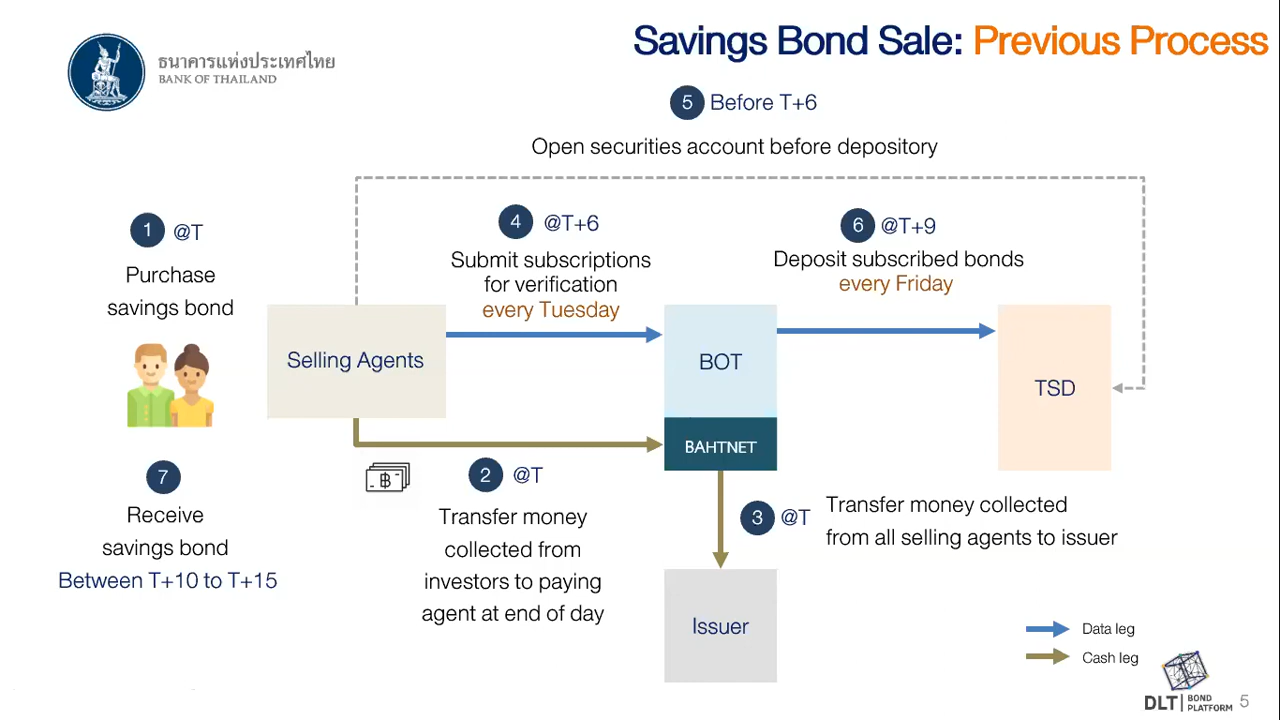 ธนาคารแห่งประเทศไทย
BANK OF THAILAND
Savings Bond Sale: Previous Process
5 Before T+6
Open securities account before depository
1 @T
Purchase
savings bond
4 @T+6
Submit subscriptions
for verification
every Tuesday
6 @T+9
Deposit subscribed bonds
every Friday
Selling Agents
BOT
TSD
BAHTNET
฿
2 @T
Transfer money
collected from
investors to paying
agent at end of day
3 @T
Transfer money collected
from all selling agents to issuer
7
Receive
savings bond
Between T+10 to T+15
Issuer
Data leg
Cash leg
DLT BOND
PLATFORM
5